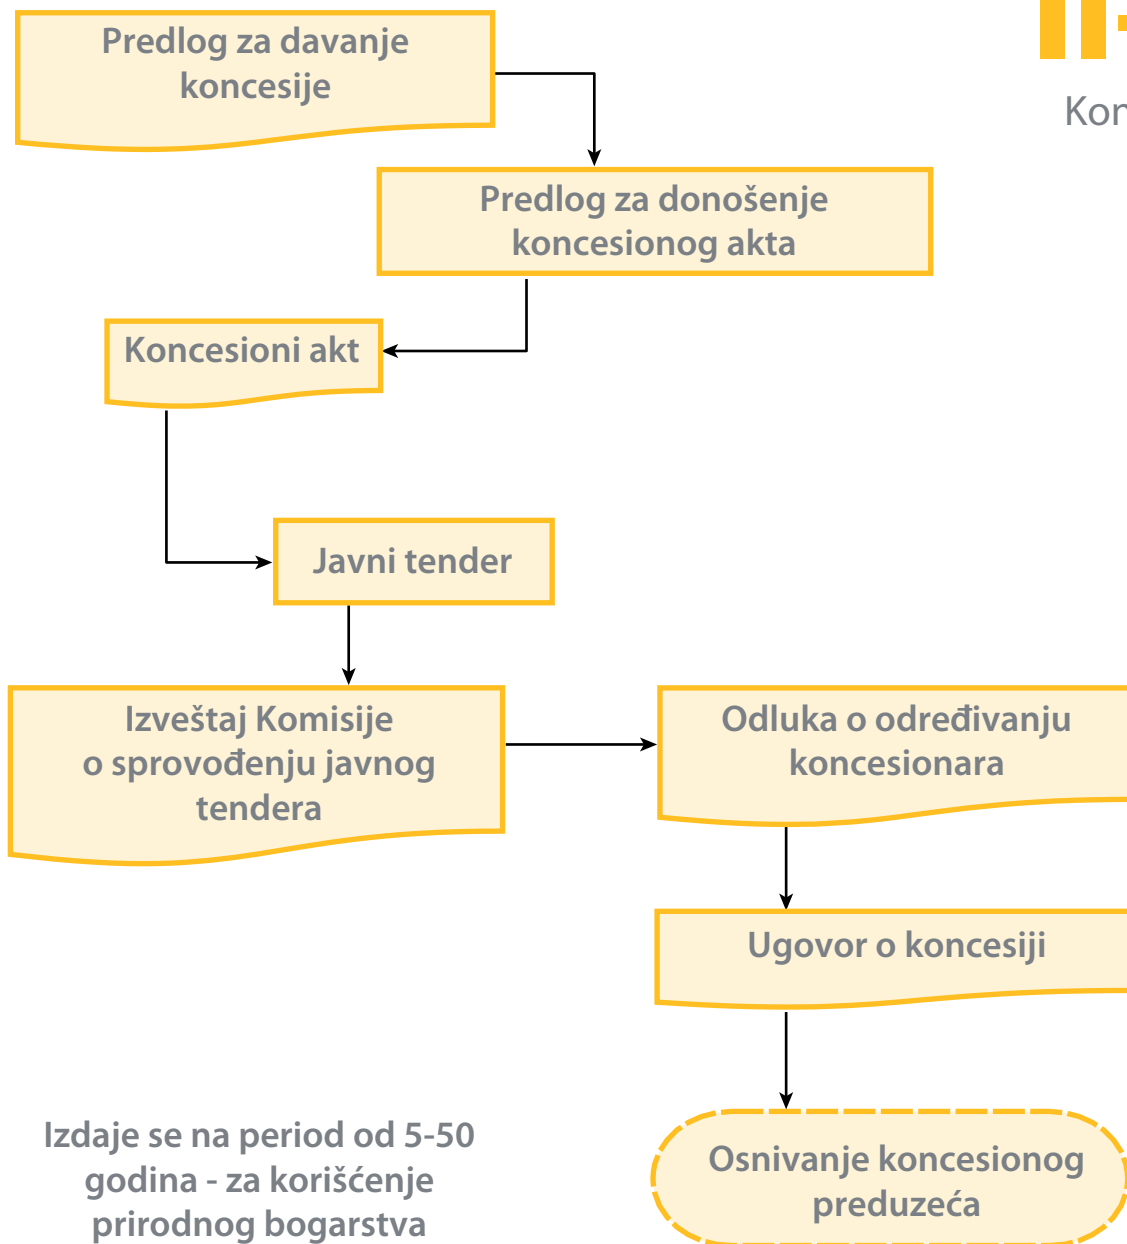 Predlog za davanje
koncesije
Kon
Predlog za donošenje
koncesionog akta
Koncesioni akt
Javni tender
Izveštaj Komisije
o sprovođenju javnog
tendera
Odluka o određivanju
koncesionara
Ugovor o koncesiji
Izdaje se na period od 5-50
godina - za korišćenje
prirodnog bogarstva
Osnivanje koncesionog
preduzeća